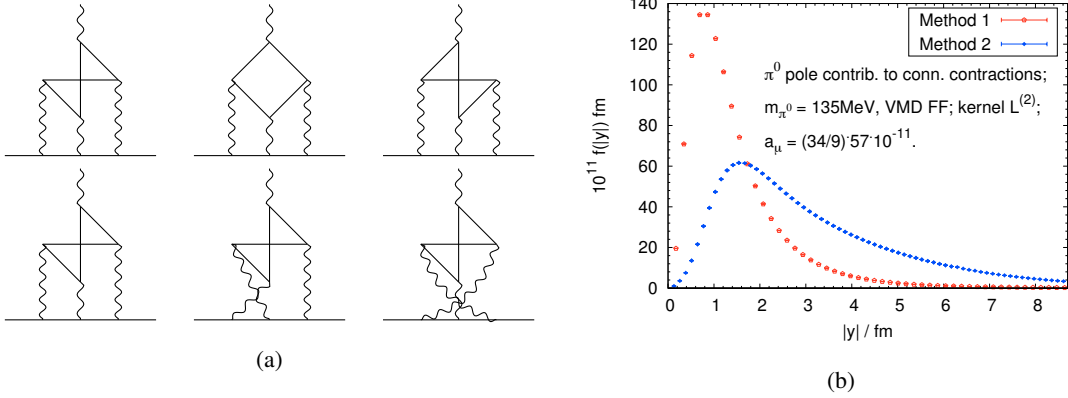 140
120
100
80
60
40
20
0
10¹¹ f(|y|) fm
Method 1
Method 2
π⁰ pole contrib. to conn. contractions;
m_{π⁰} = 135MeV, VMD FF; kernel L⁽²⁾;
a_μ = (34/9)·57·10⁻¹¹.
0 1 2 3 4 5 6 7 8
|y| / fm
(a)
(b)